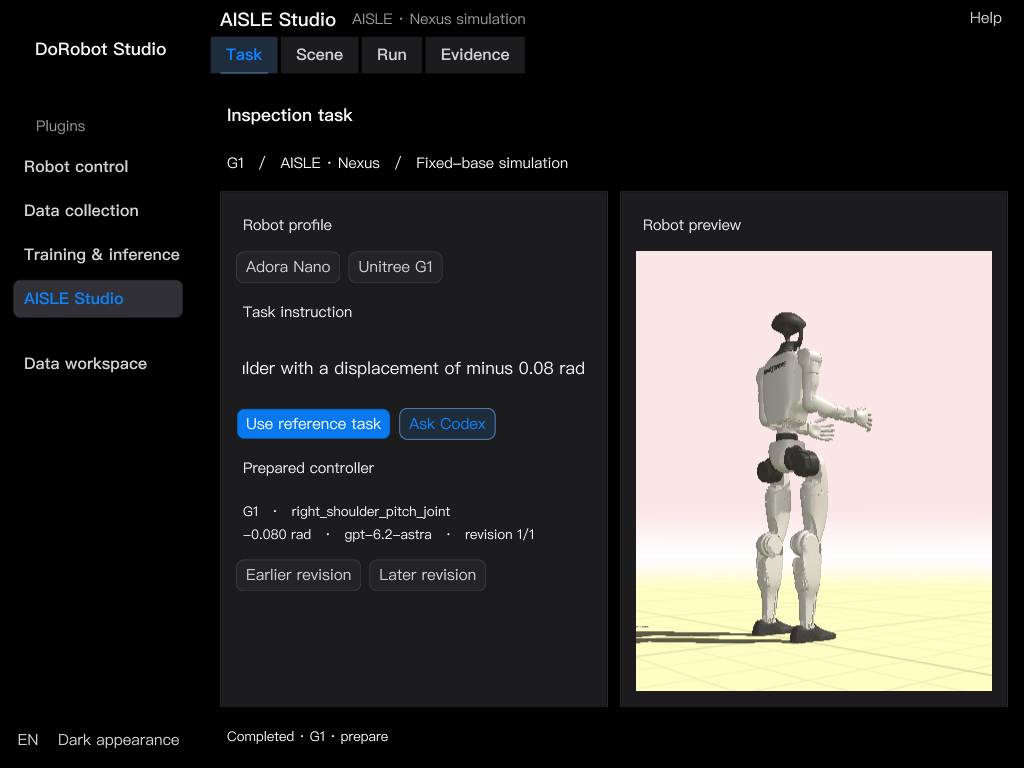 AISLE Studio AISLE · Nexus simulation
Help
DoRobot Studio
Task Scene Run Evidence
Plugins
Robot control
Data collection
Training & inference
AISLE Studio
Data workspace
Inspection task
G1 / AISLE · Nexus / Fixed-base simulation
Robot profile
Adora Nano Unitree G1
Task instruction
lder with a displacement of minus 0.08 rad
Use reference task Ask Codex
Prepared controller
G1 · right_shoulder_pitch_joint
-0.080 rad · gpt-6.2-astra · revision 1/1
Earlier revision Later revision
Robot preview
EN Dark appearance
Completed · G1 · prepare